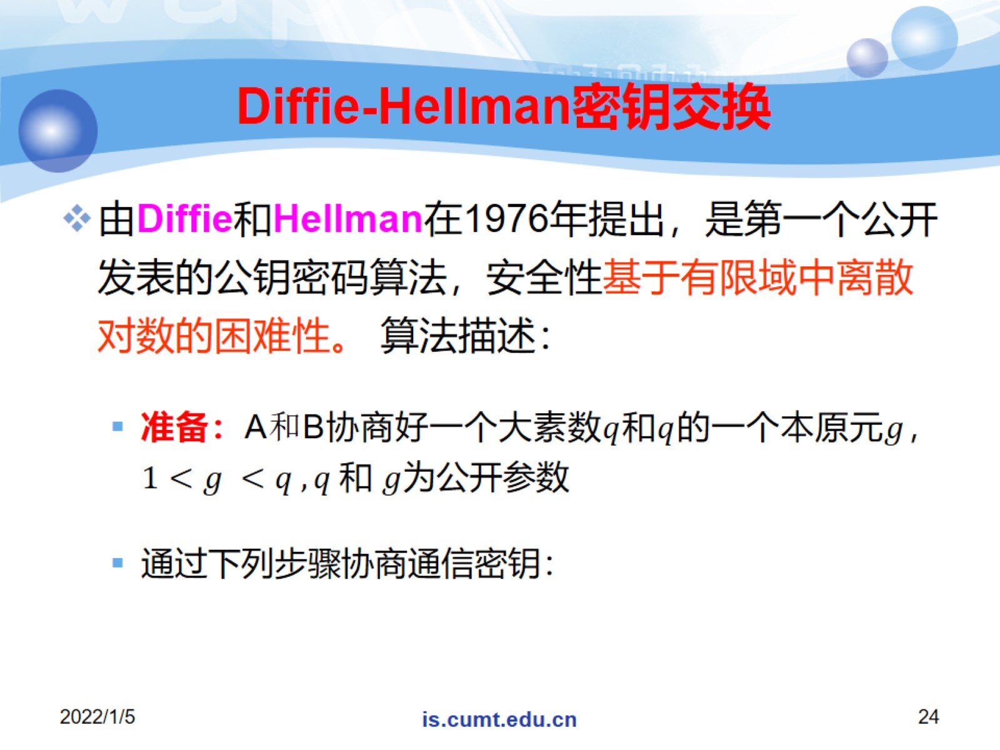 Diffie-Hellman密钥交换
由Diffie和Hellman在1976年提出，是第一个公开
发表的公钥密码算法，安全性基于有限域中离散
对数的困难性。 算法描述：
准备：A和B协商好一个大素数q和q的一个本原元g，
1 < g < q , q 和 g为公开参数
通过下列步骤协商通信密钥：
2022/1/5
is.cumt.edu.cn
24